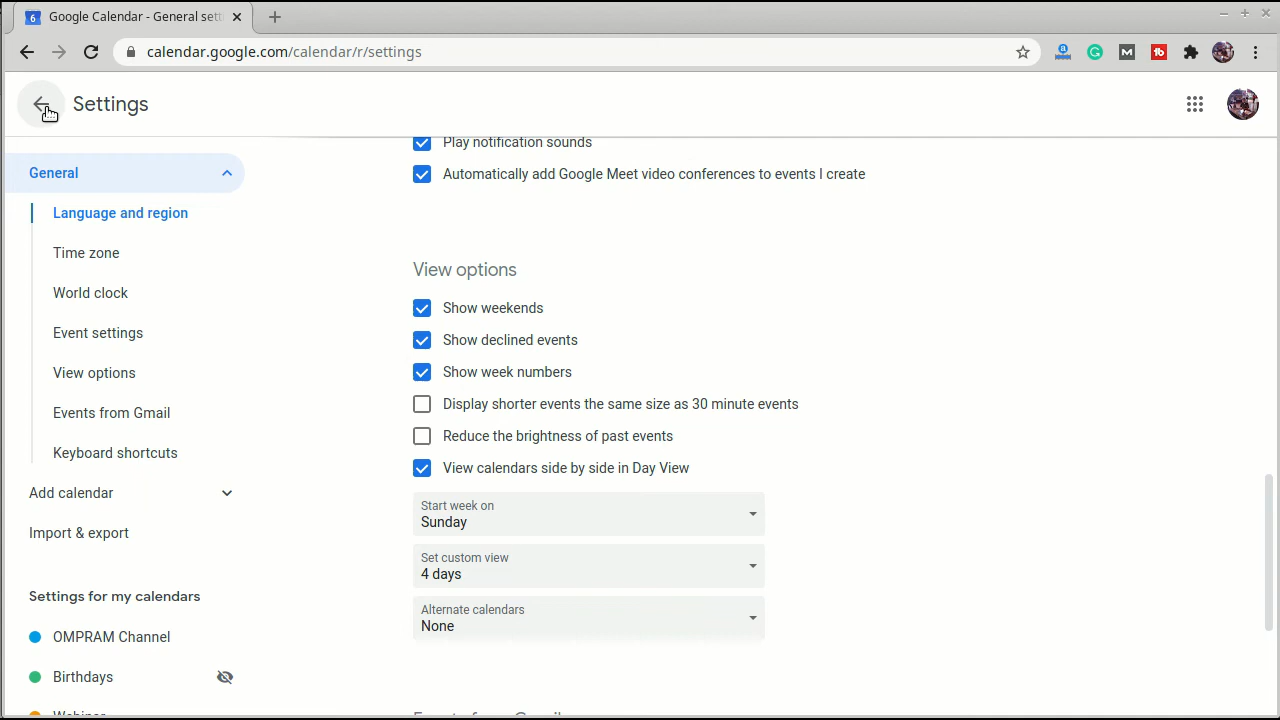 Google Calendar - General sett
calendar.google.com/calendar/r/settings
Settings
Play notification sounds
General
Automatically add Google Meet video conferences to events I create
Language and region
Time zone
View options
World clock
Show weekends
Event settings
Show declined events
View options
Show week numbers
Display shorter events the same size as 30 minute events
Events from Gmail
Reduce the brightness of past events
Keyboard shortcuts
View calendars side by side in Day View
Add calendar
Start week on
Sunday
Import & export
Set custom view
4 days
Settings for my calendars
Alternate calendars
None
OMPRAM Channel
Birthdays
Webinar
Events from Gmail